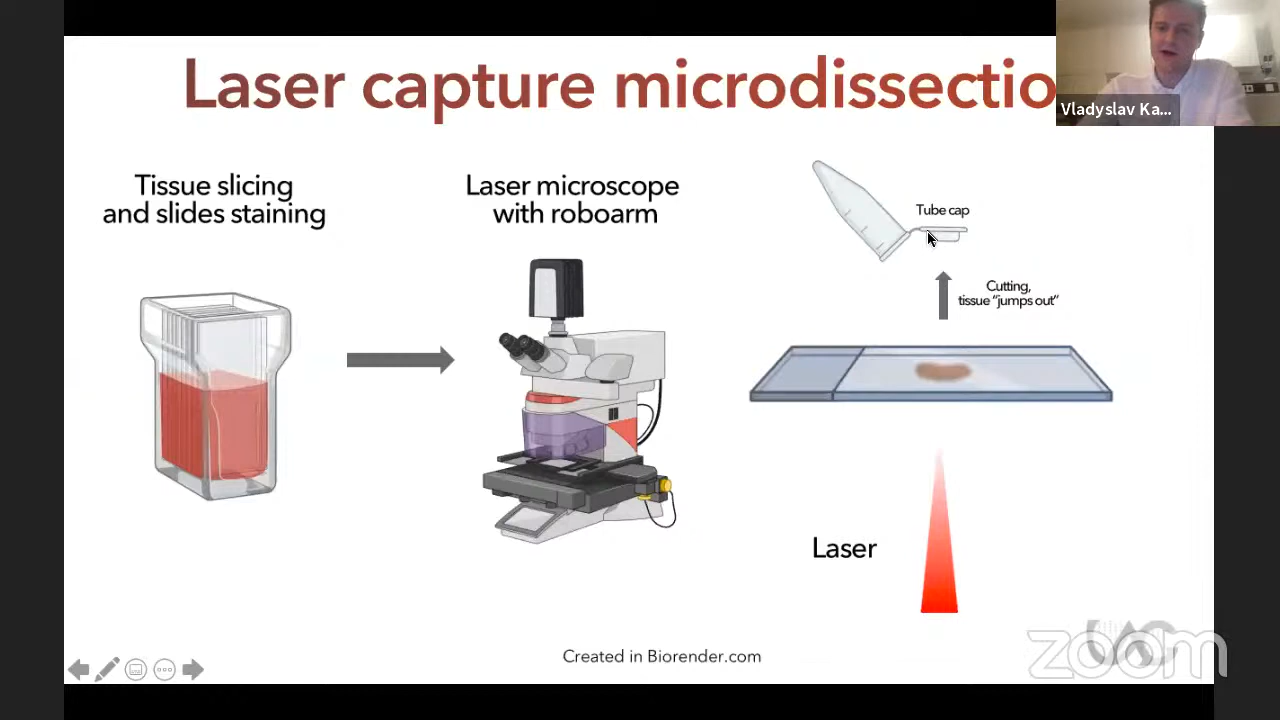 Laser capture microdissectio
Vladyslav Ka...
Tissue slicing
and slides staining
Laser microscope
with roboarm
Tube cap
Cutting,
tissue "jumps out"
Laser
Created in Biorender.com
zoom